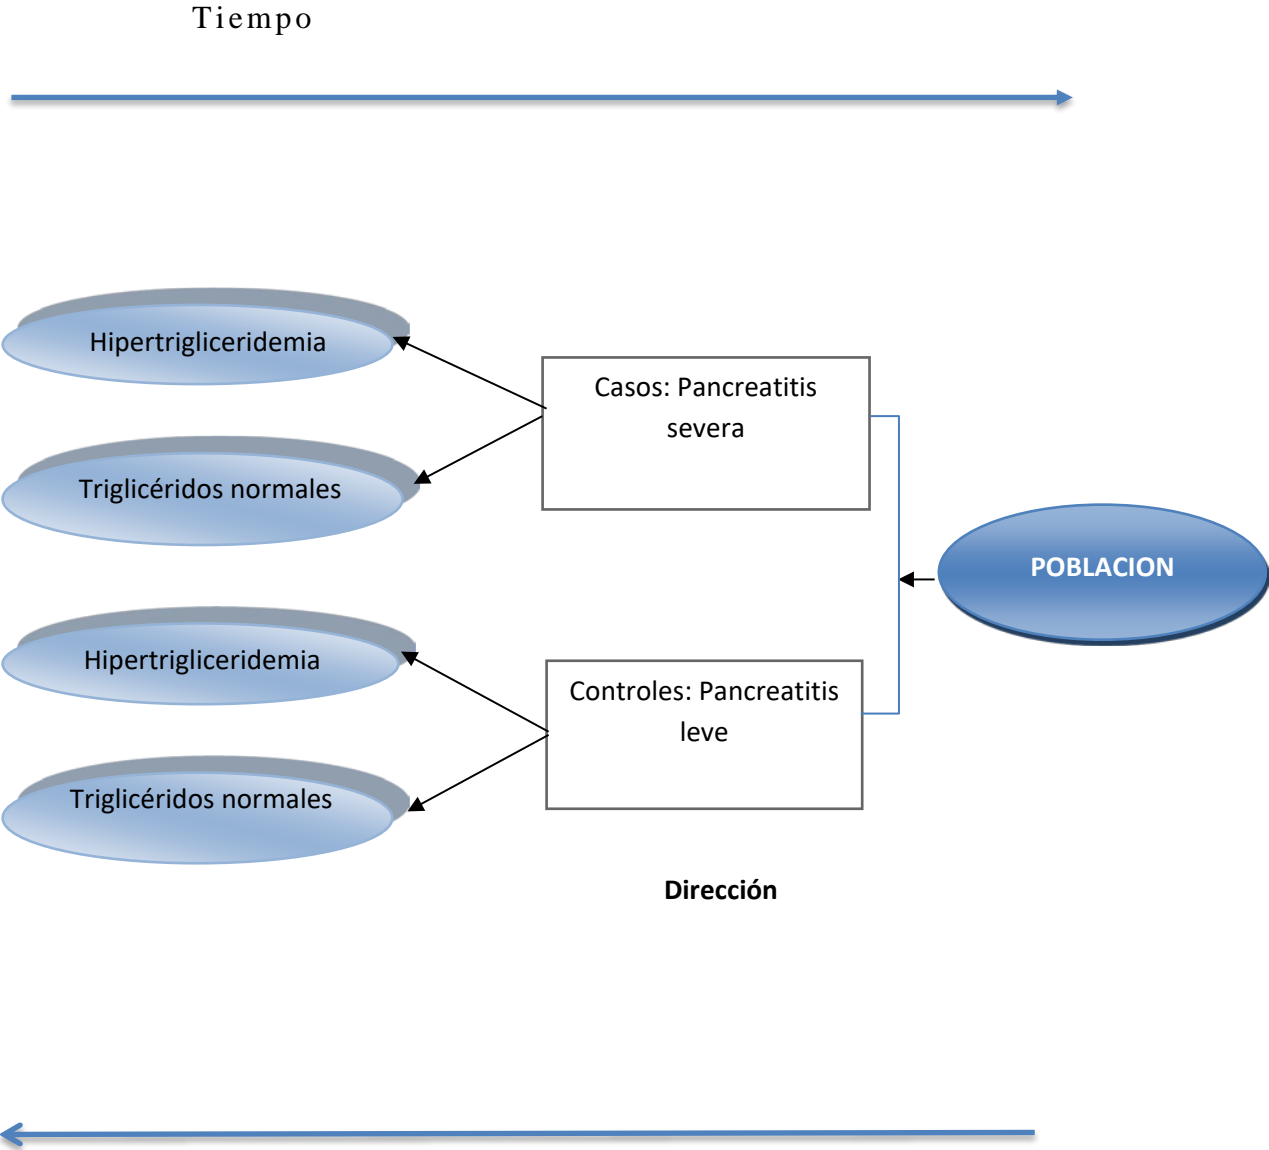 Tiempo
Hipertrigliceridemia
Casos: Pancreatitis
severa
Triglicéridos normales
POBLACION
Hipertrigliceridemia
Controles: Pancreatitis
leve
Triglicéridos normales
Dirección